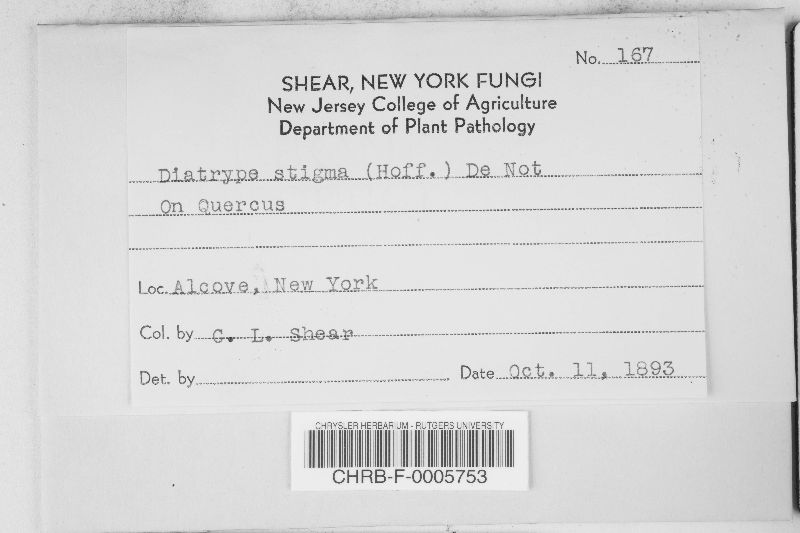 No. 167
SHEAR, NEW YORK FUNGI
New Jersey College of Agriculture
Department of Plant Pathology
Diatrype stigma (Hoff.) De Not
On Quercus
Loc. Alcove, New York
Col. by C. L. Shear
Det. by
Date Oct. 11, 1893
CHRYSLER HERBARIUM - RUTGERS UNIVERSITY
CHRB-F-0005753